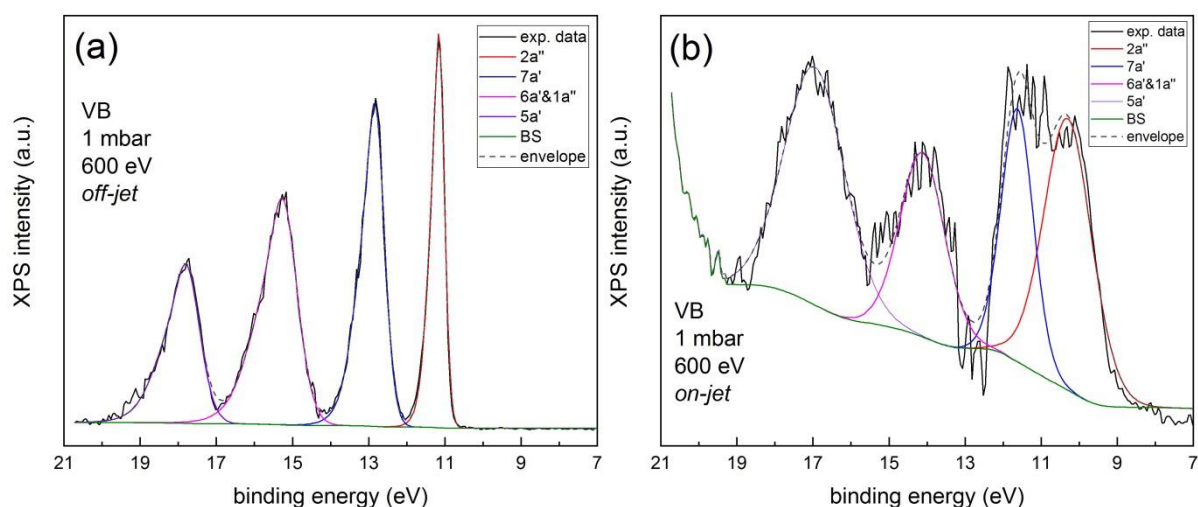 (a)
VB
1 mbar
600 eV
off-jet
exp. data
2a"
7a'
6a'&1a"
5a'
BS
envelope
XPS intensity (a.u.)
21 19 17 15 13 11 9 7
binding energy (eV)
(b)
exp. data
2a"
7a'
6a'&1a"
5a'
BS
envelope
VB
1 mbar
600 eV
on-jet
XPS intensity (a.u.)
21 19 17 15 13 11 9 7
binding energy (eV)